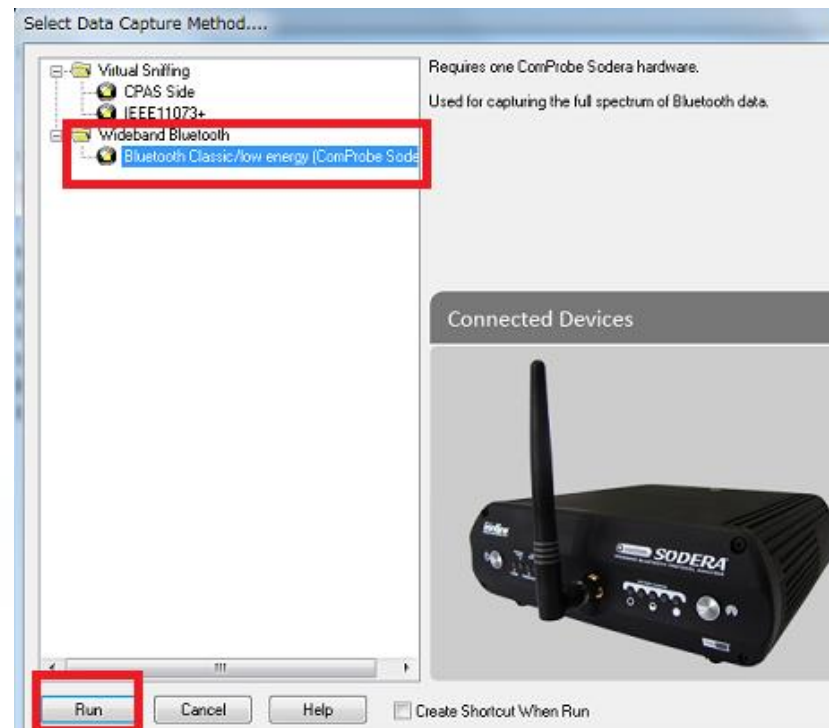 Select Data Capture Method....
Virtual Sniffing
CPAS Side
IEEE11073+
Wideband Bluetooth
Bluetooth Classic/low energy (ComProbe Sode
Requires one ComProbe Sodera hardware.
Used for capturing the full spectrum of Bluetooth data.
Connected Devices
SODERA
Run
Cancel
Help
Create Shortcut When Run